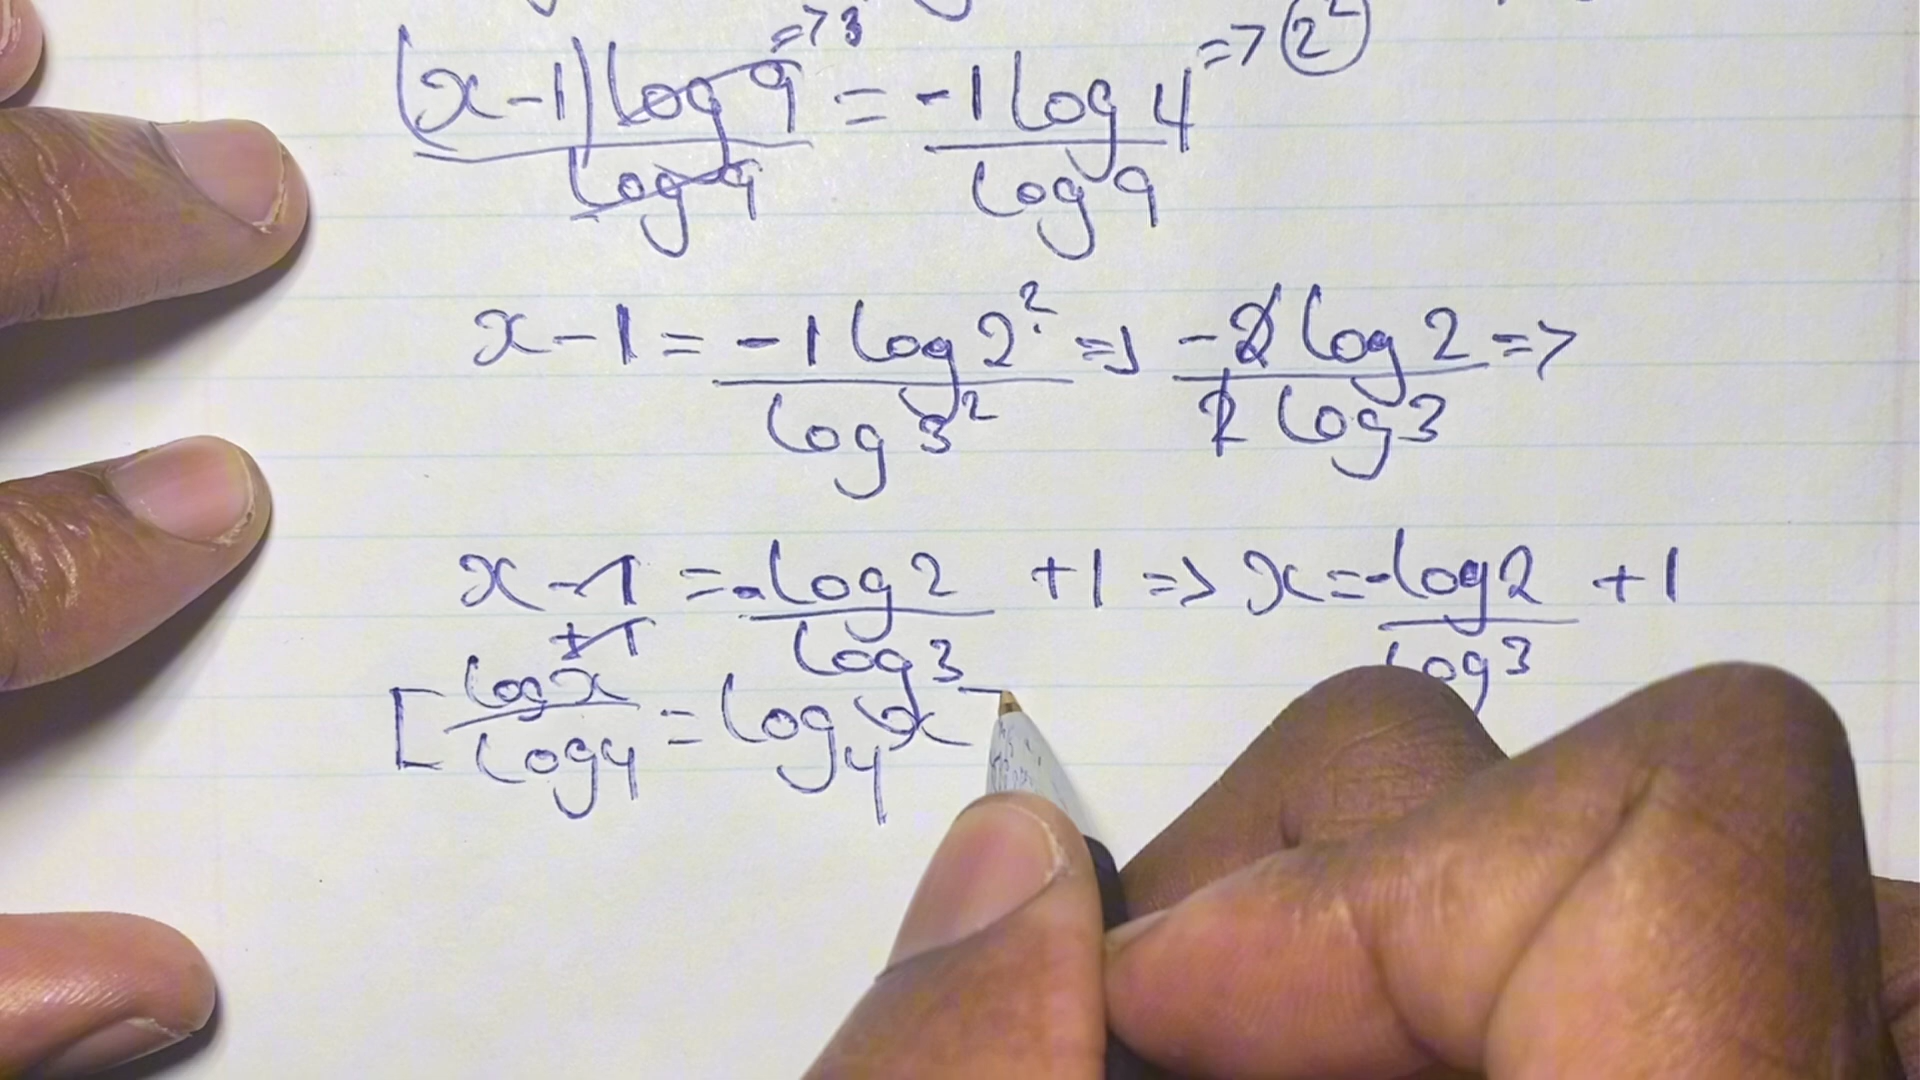 (x-1) log 9 => 3 = -1 log 4 => 2²
log 9 log 9
x - 1 = -1 log 2² => -2 log 2 =>
log 3² 2 log 3
x - 1 = -log 2 + 1 => x = -log 2 + 1
+1 log 3 log 3
[ log x = log₄ x ]
log 4